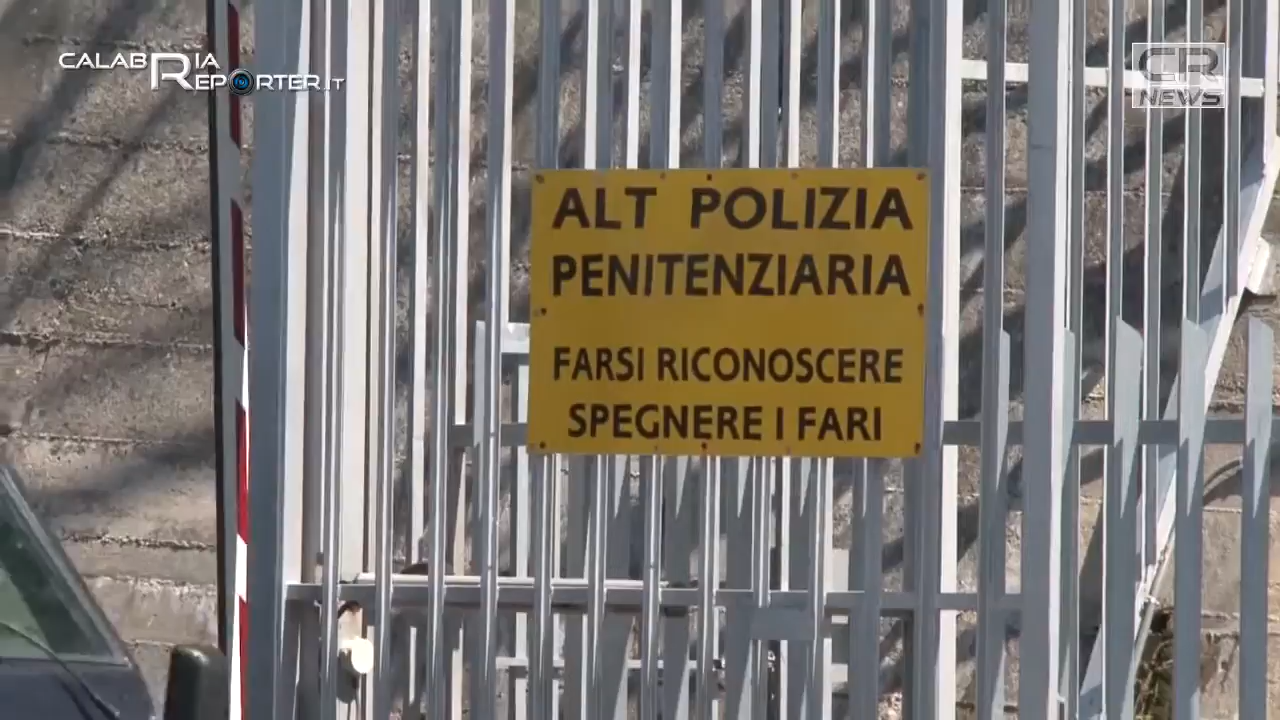 CALABRIA
REPORTER.IT
CR
NEWS
ALT POLIZIA
PENITENZIARIA
FARSI RICONOSCERE
SPEGNERE I FARI